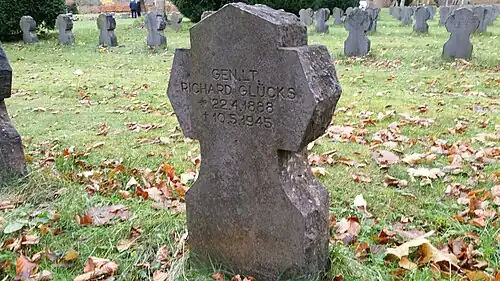 GEN.LT.
RICHARD GLÜCKS
* 22.4.1888
† 10.5.1945